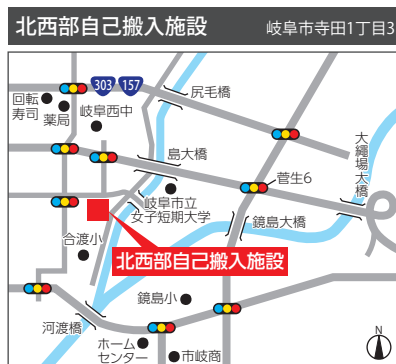 北西部自己搬入施設
岐阜市寺田1丁目3
303
157
尻毛橋
回転
寿司
薬局
岐阜西中
島大橋
大縄場大橋
菅生6
岐阜市立
女子短期大学
鏡島大橋
合渡小
北西部自己搬入施設
鏡島小
河渡橋
ホーム
センター
市岐商
N